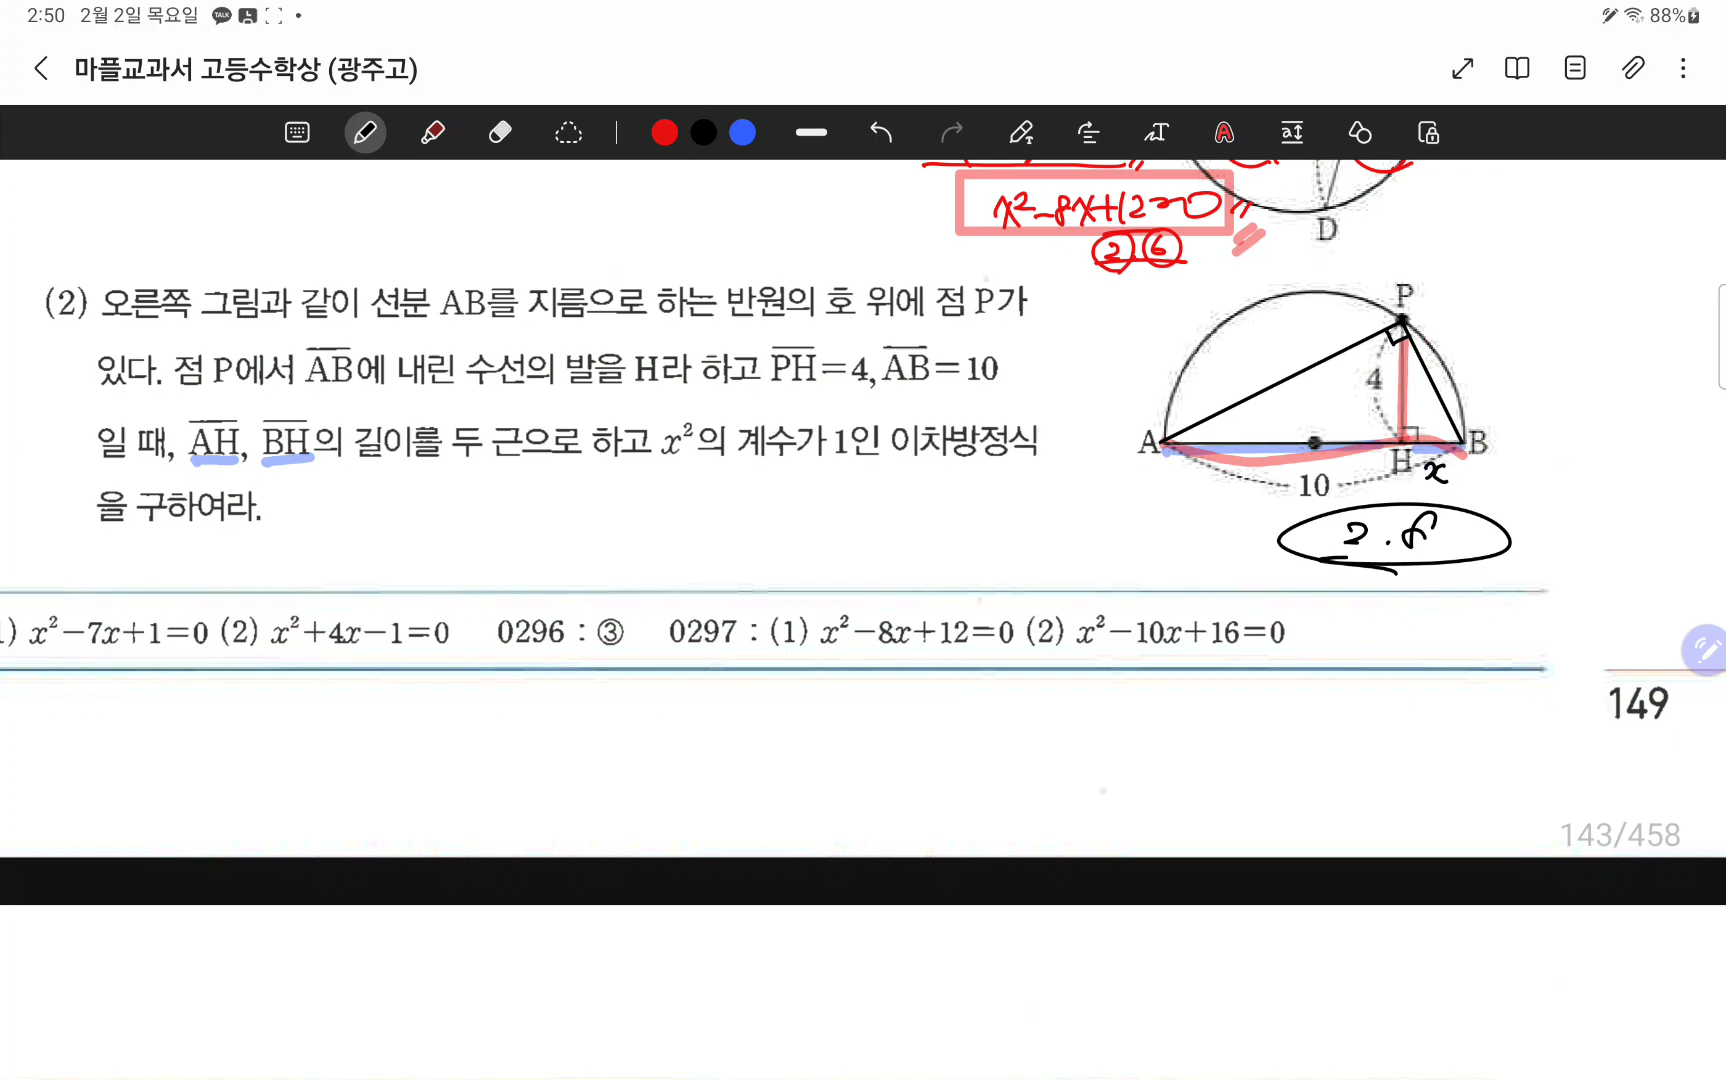 2:50 2월 2일 목요일 TALK 88%
마플교과서 고등수학상 (광주고)
x²-8x+12=0
2 6
D
(2) 오른쪽 그림과 같이 선분 AB를 지름으로 하는 반원의 호 위에 점 P가
있다. 점 P에서 AB에 내린 수선의 발을 H라 하고 PH=4, AB=10
일 때, AH, BH의 길이를 두 근으로 하고 x²의 계수가 1인 이차방정식
을 구하여라.
P
4
A H B
10 x
2.8
) x²-7x+1=0 (2) x²+4x-1=0 0296 : ③ 0297 : (1) x²-8x+12=0 (2) x²-10x+16=0
149
143/458